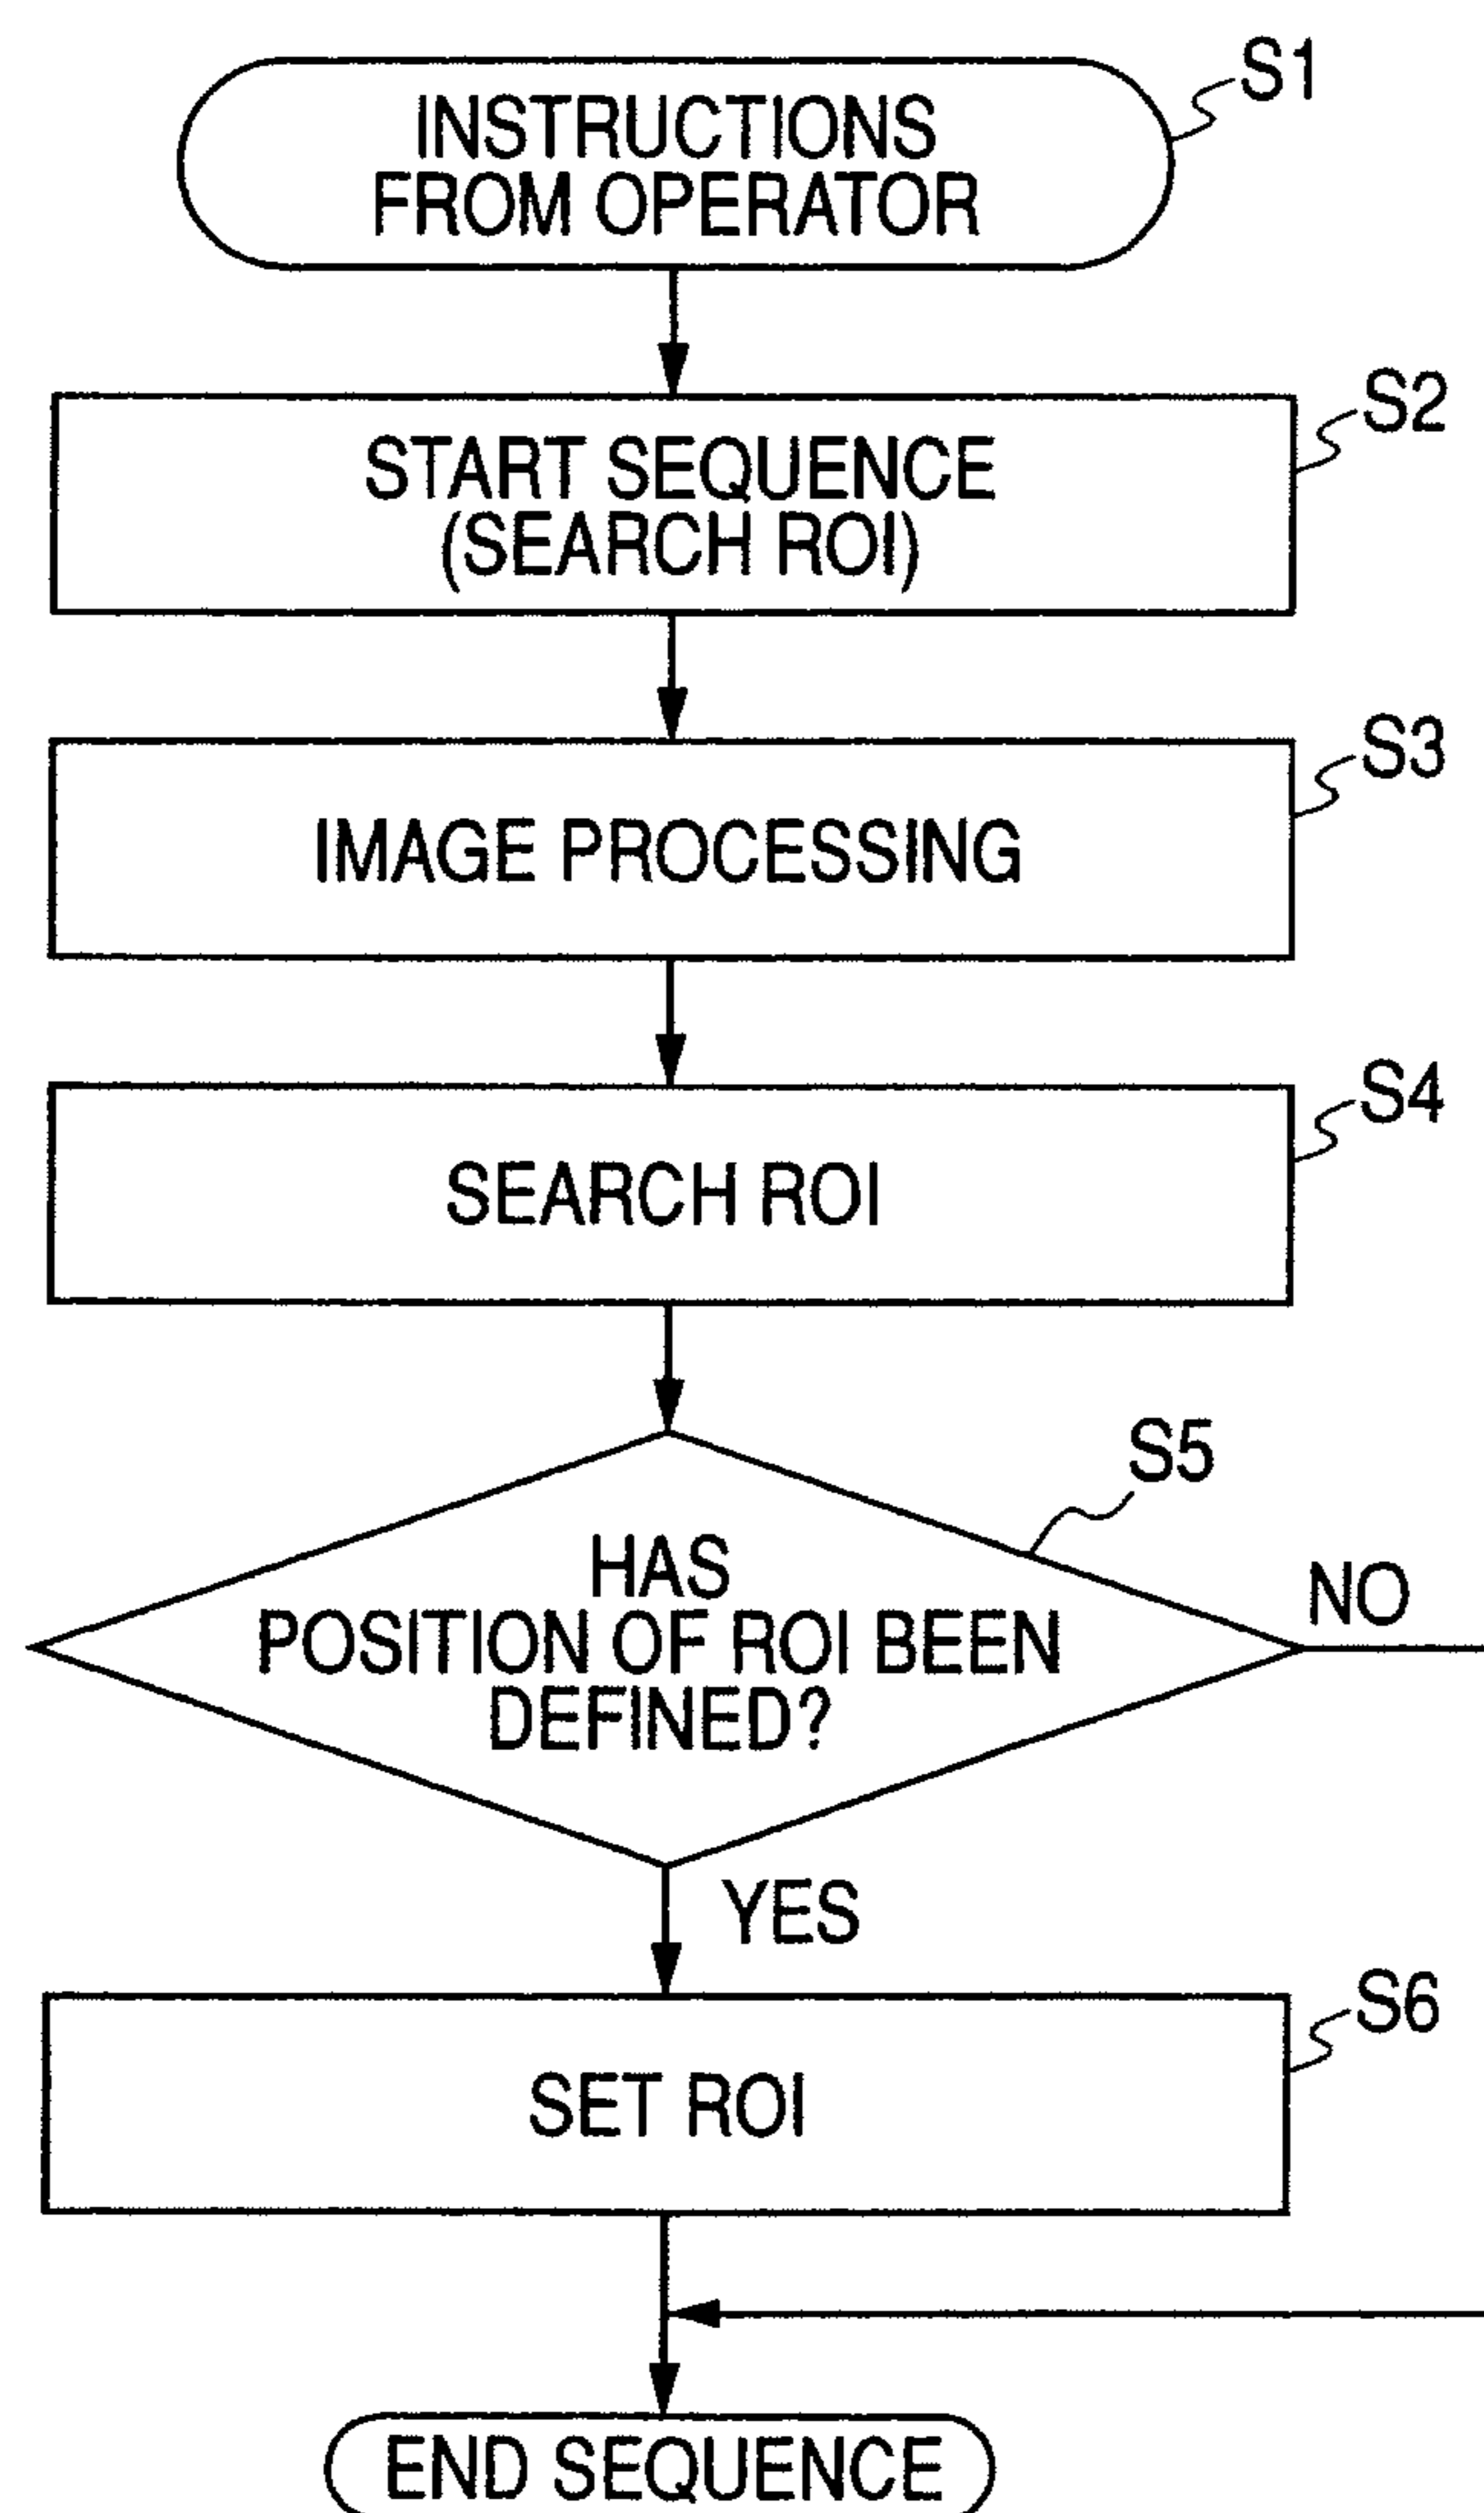 S1
INSTRUCTIONS
FROM OPERATOR
S2
START SEQUENCE
(SEARCH ROI)
S3
IMAGE PROCESSING
S4
SEARCH ROI
S5
HAS
POSITION OF ROI BEEN
DEFINED?
NO
YES
S6
SET ROI
END SEQUENCE